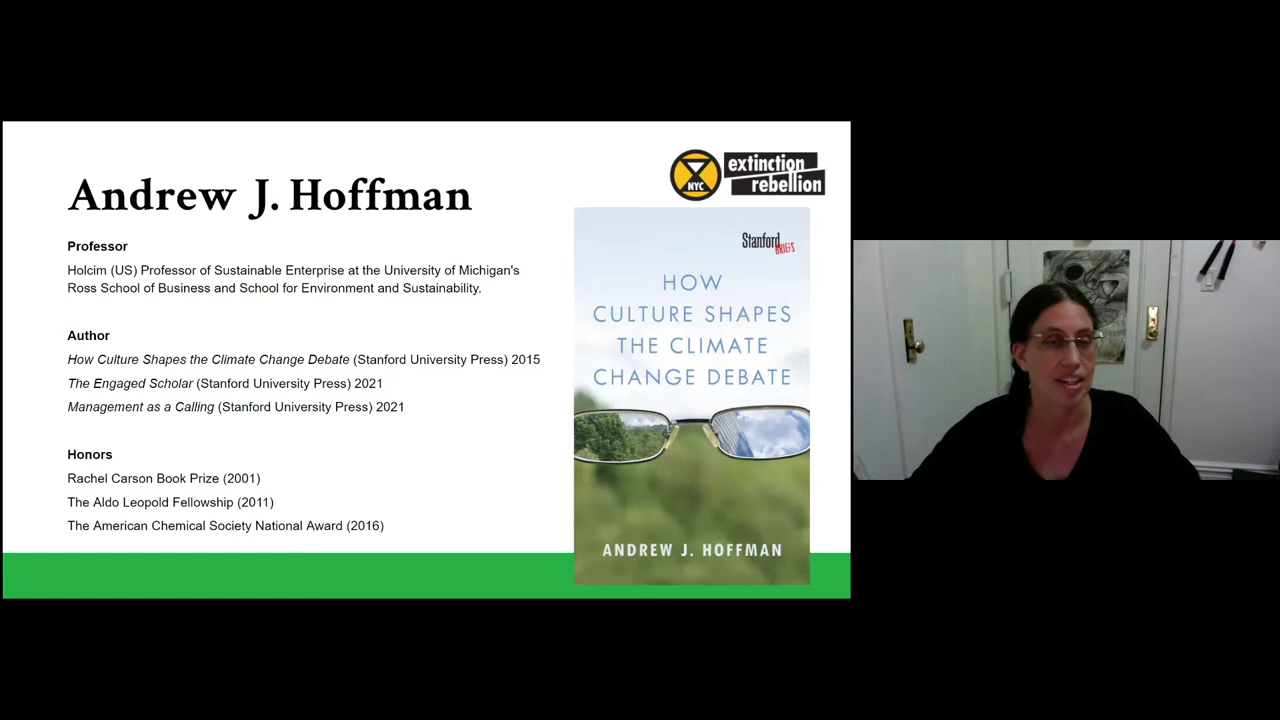 Andrew J. Hoffman
NYC
extinction
rebellion
Professor
Holcim (US) Professor of Sustainable Enterprise at the University of Michigan's
Ross School of Business and School for Environment and Sustainability.
Author
How Culture Shapes the Climate Change Debate (Stanford University Press) 2015
The Engaged Scholar (Stanford University Press) 2021
Management as a Calling (Stanford University Press) 2021
Honors
Rachel Carson Book Prize (2001)
The Aldo Leopold Fellowship (2011)
The American Chemical Society National Award (2016)
Stanford
BRIEFS
HOW
CULTURE SHAPES
THE CLIMATE
CHANGE DEBATE
ANDREW J. HOFFMAN